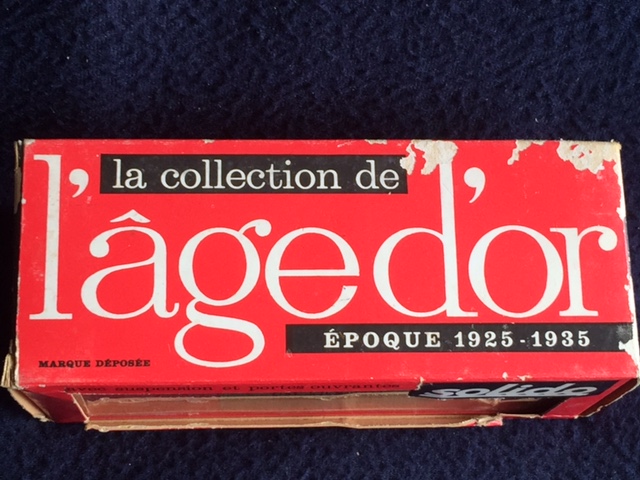 la collection de
l'âge d'or
ÉPOQUE 1925-1935
MARQUE DÉPOSÉE
suspension et portes ouvrantes
solido